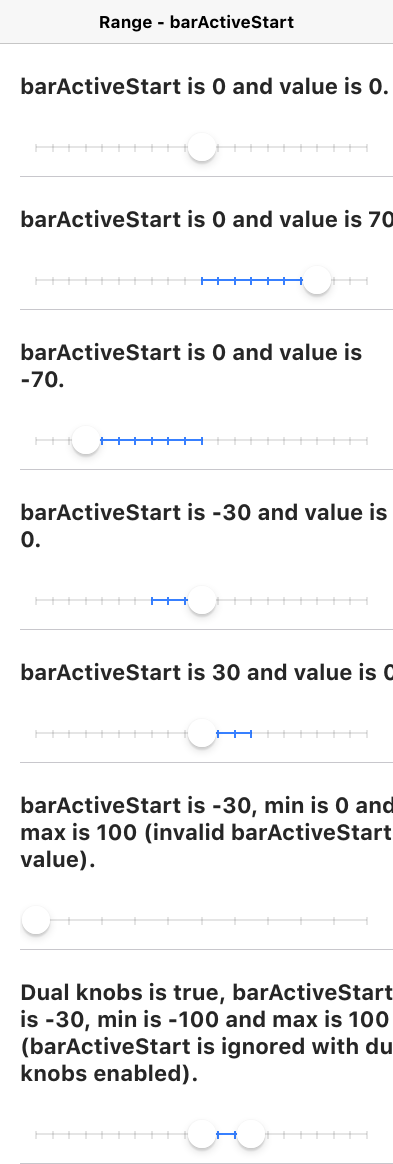 Range - barActiveStart
barActiveStart is 0 and value is 0.
barActiveStart is 0 and value is 70
barActiveStart is 0 and value is
-70.
barActiveStart is -30 and value is
0.
barActiveStart is 30 and value is 0
barActiveStart is -30, min is 0 and
max is 100 (invalid barActiveStart
value).
Dual knobs is true, barActiveStart
is -30, min is -100 and max is 100
(barActiveStart is ignored with du
knobs enabled).